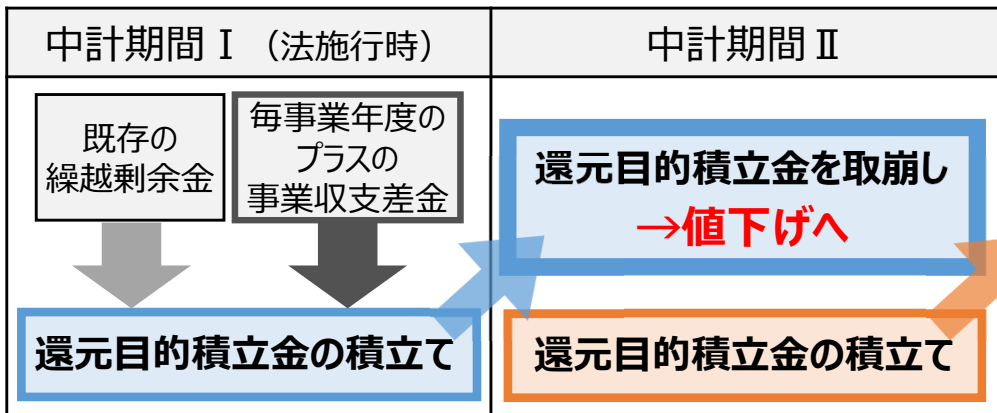 中計期間Ⅰ（法施行時）
中計期間Ⅱ
既存の
繰越剰余金
毎事業年度の
プラスの
事業収支差金
還元目的積立金の積立て
還元目的積立金を取崩し
→値下げへ
還元目的積立金の積立て